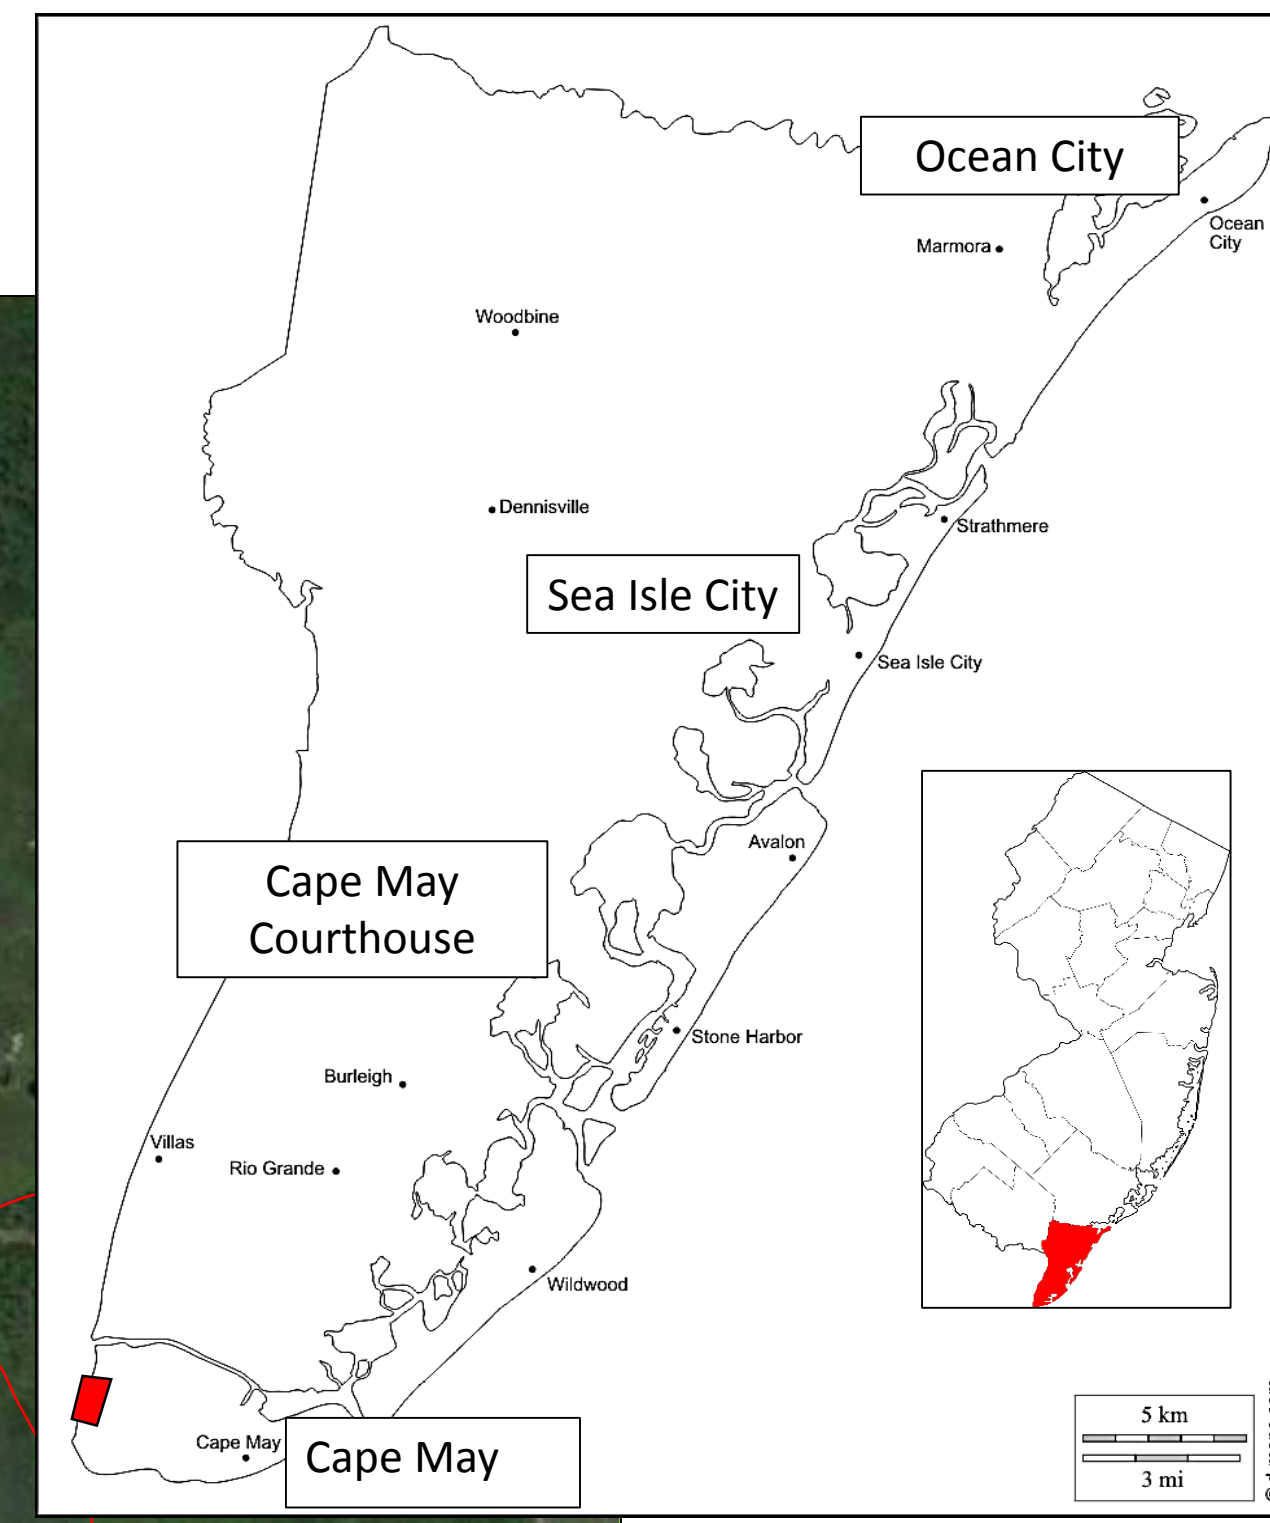 Ocean City
Ocean
City
Marmora
Woodbine
Dennisville
Strathmere
Sea Isle City
Sea Isle City
Avalon
Cape May
Courthouse
Stone Harbor
Burleigh
Villas
Rio Grande
Wildwood
Cape May
Cape May
5 km
3 mi